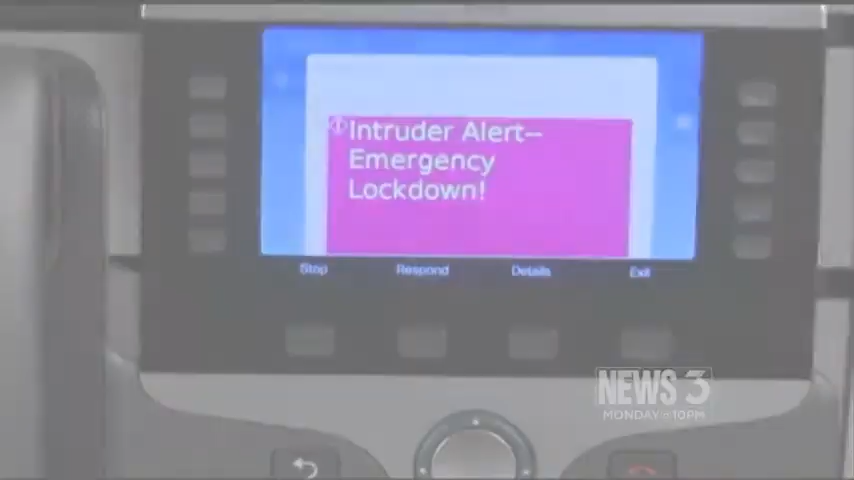 Intruder Alert–
Emergency
Lockdown!
Stop
Respond
Details
Exit
NEWS 3
MONDAY @ 10PM